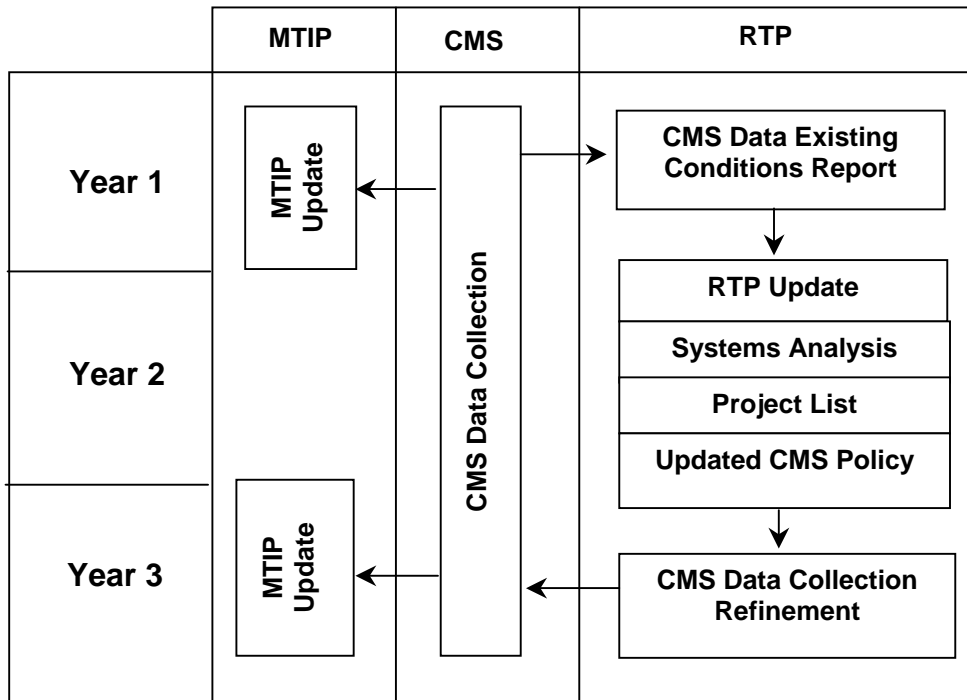 MTIP
CMS
RTP
Year 1
MTIP
Update
CMS Data Collection
CMS Data Existing
Conditions Report
RTP Update
Year 2
Systems Analysis
Project List
Updated CMS Policy
Year 3
MTIP
Update
CMS Data Collection
Refinement